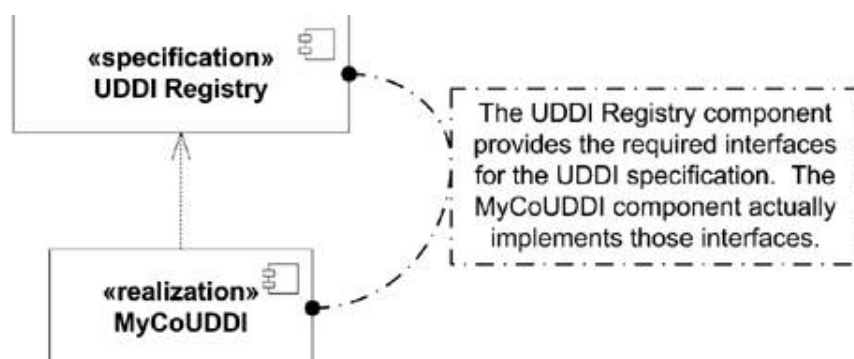 «specification»
UDDI Registry
The UDDI Registry component
provides the required interfaces
for the UDDI specification. The
MyCoUDDI component actually
implements those interfaces.
«realization»
MyCoUDDI